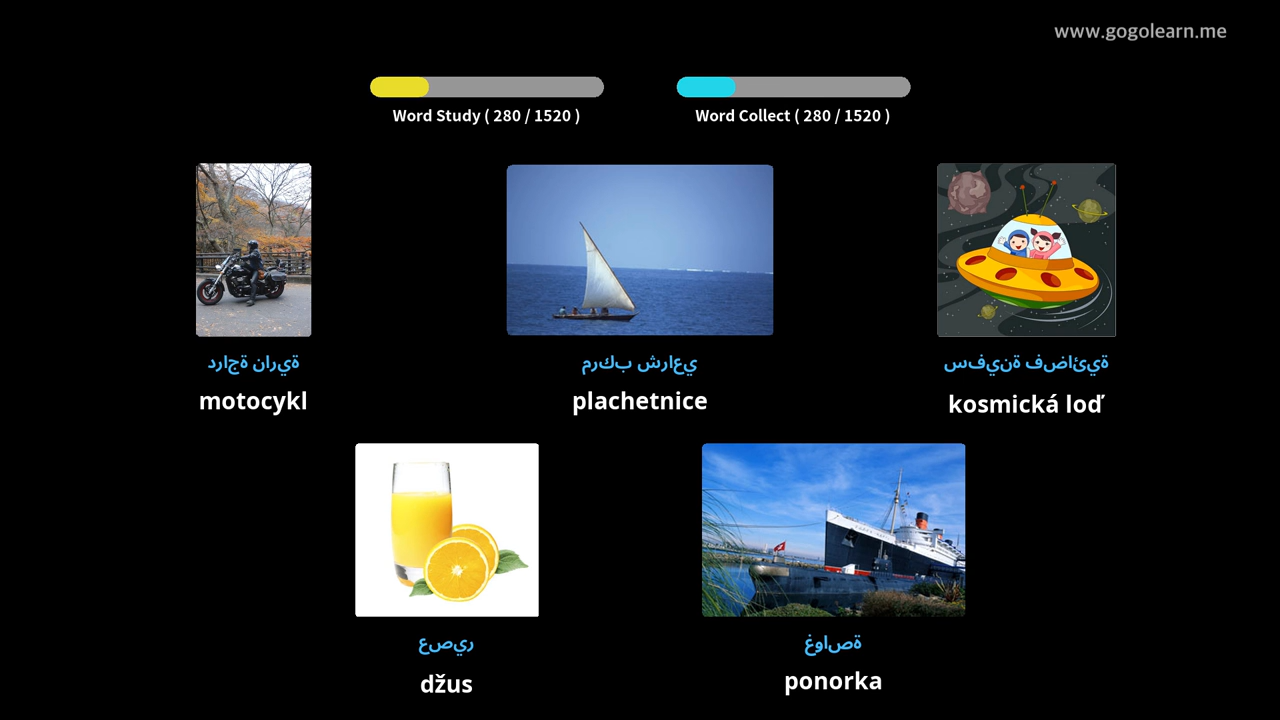 www.gogolearn.me
Word Study ( 280 / 1520 )
Word Collect ( 280 / 1520 )
دراجة نارية
motocykl
مركب شراعي
plachetnice
سفينة فضائية
kosmická loď
عصير
džus
غواصة
ponorka